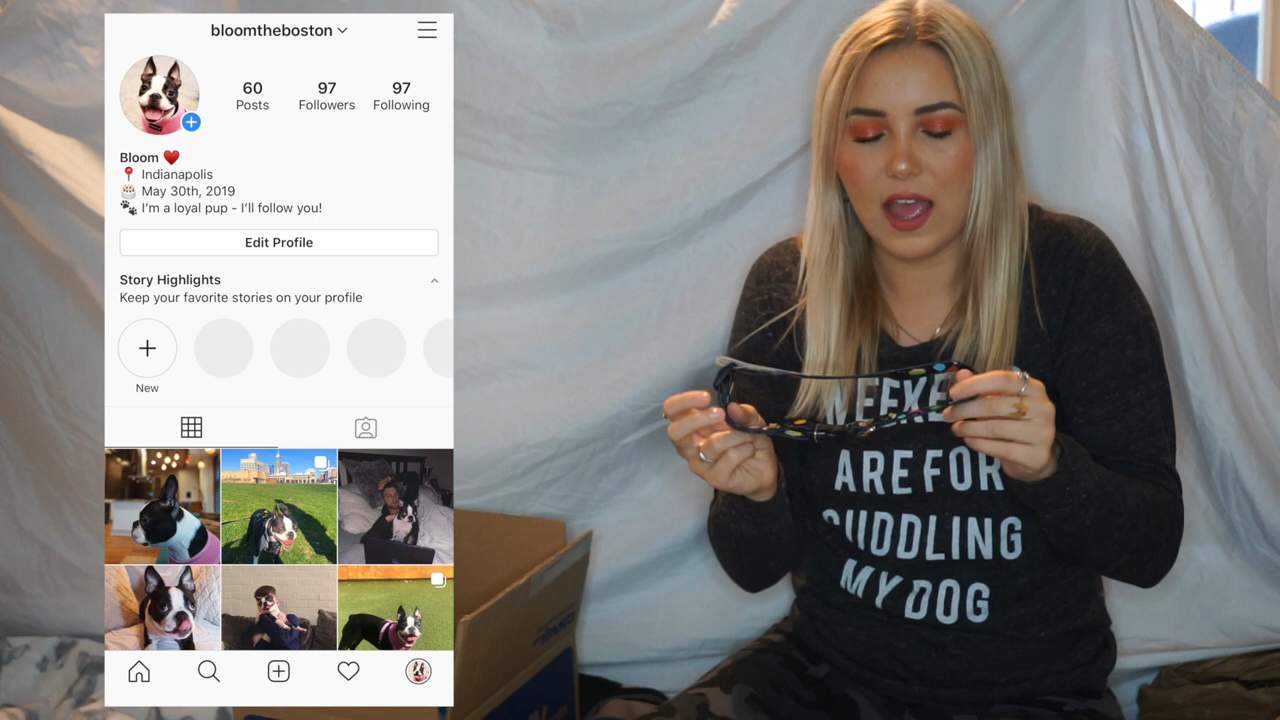 bloomtheboston
60 97 97
Posts Followers Following
Bloom ❤️
📍 Indianapolis
🎂 May 30th, 2019
🐾 I'm a loyal pup - I'll follow you!
Edit Profile
Story Highlights
Keep your favorite stories on your profile
New
ARE FOR
CUDDLING
MY DOG